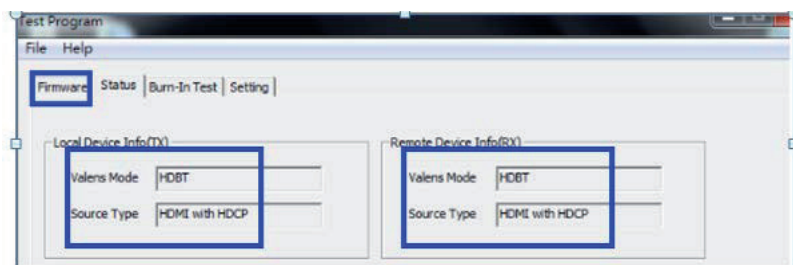 Test Program
File Help
Firmware Status Burn-In Test Setting
Local Device Info(TX) Remote Device Info(RX)
Valens Mode HDBT Valens Mode HDBT
Source Type HDMI with HDCP Source Type HDMI with HDCP